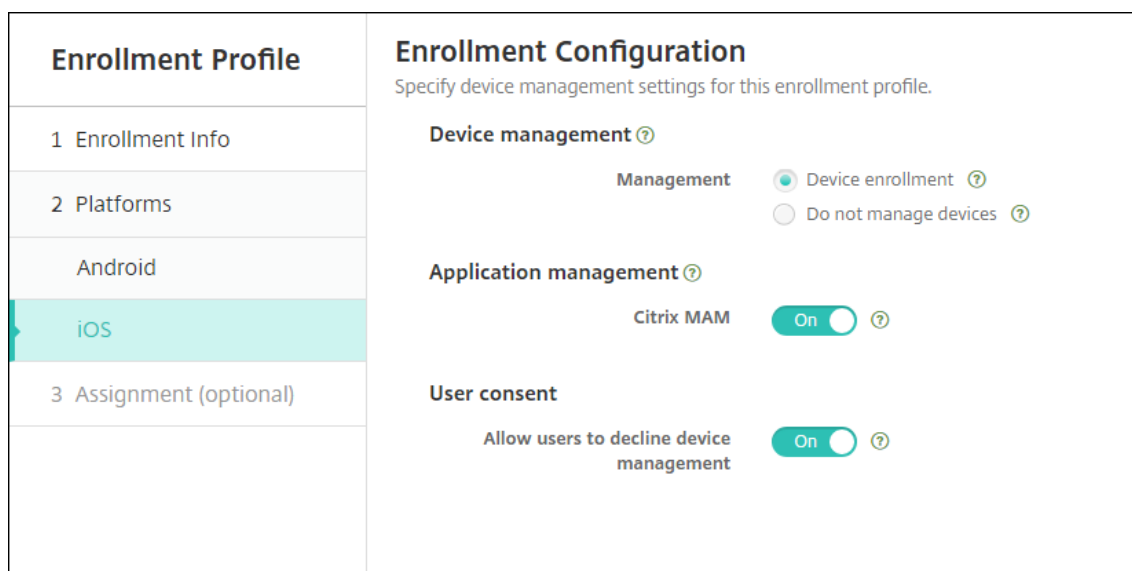 Enrollment Profile
1 Enrollment Info
2 Platforms
Android
iOS
3 Assignment (optional)
Enrollment Configuration
Specify device management settings for this enrollment profile.
Device management ?
Management
Device enrollment ?
Do not manage devices ?
Application management ?
Citrix MAM
On ?
User consent
Allow users to decline device
management
On ?